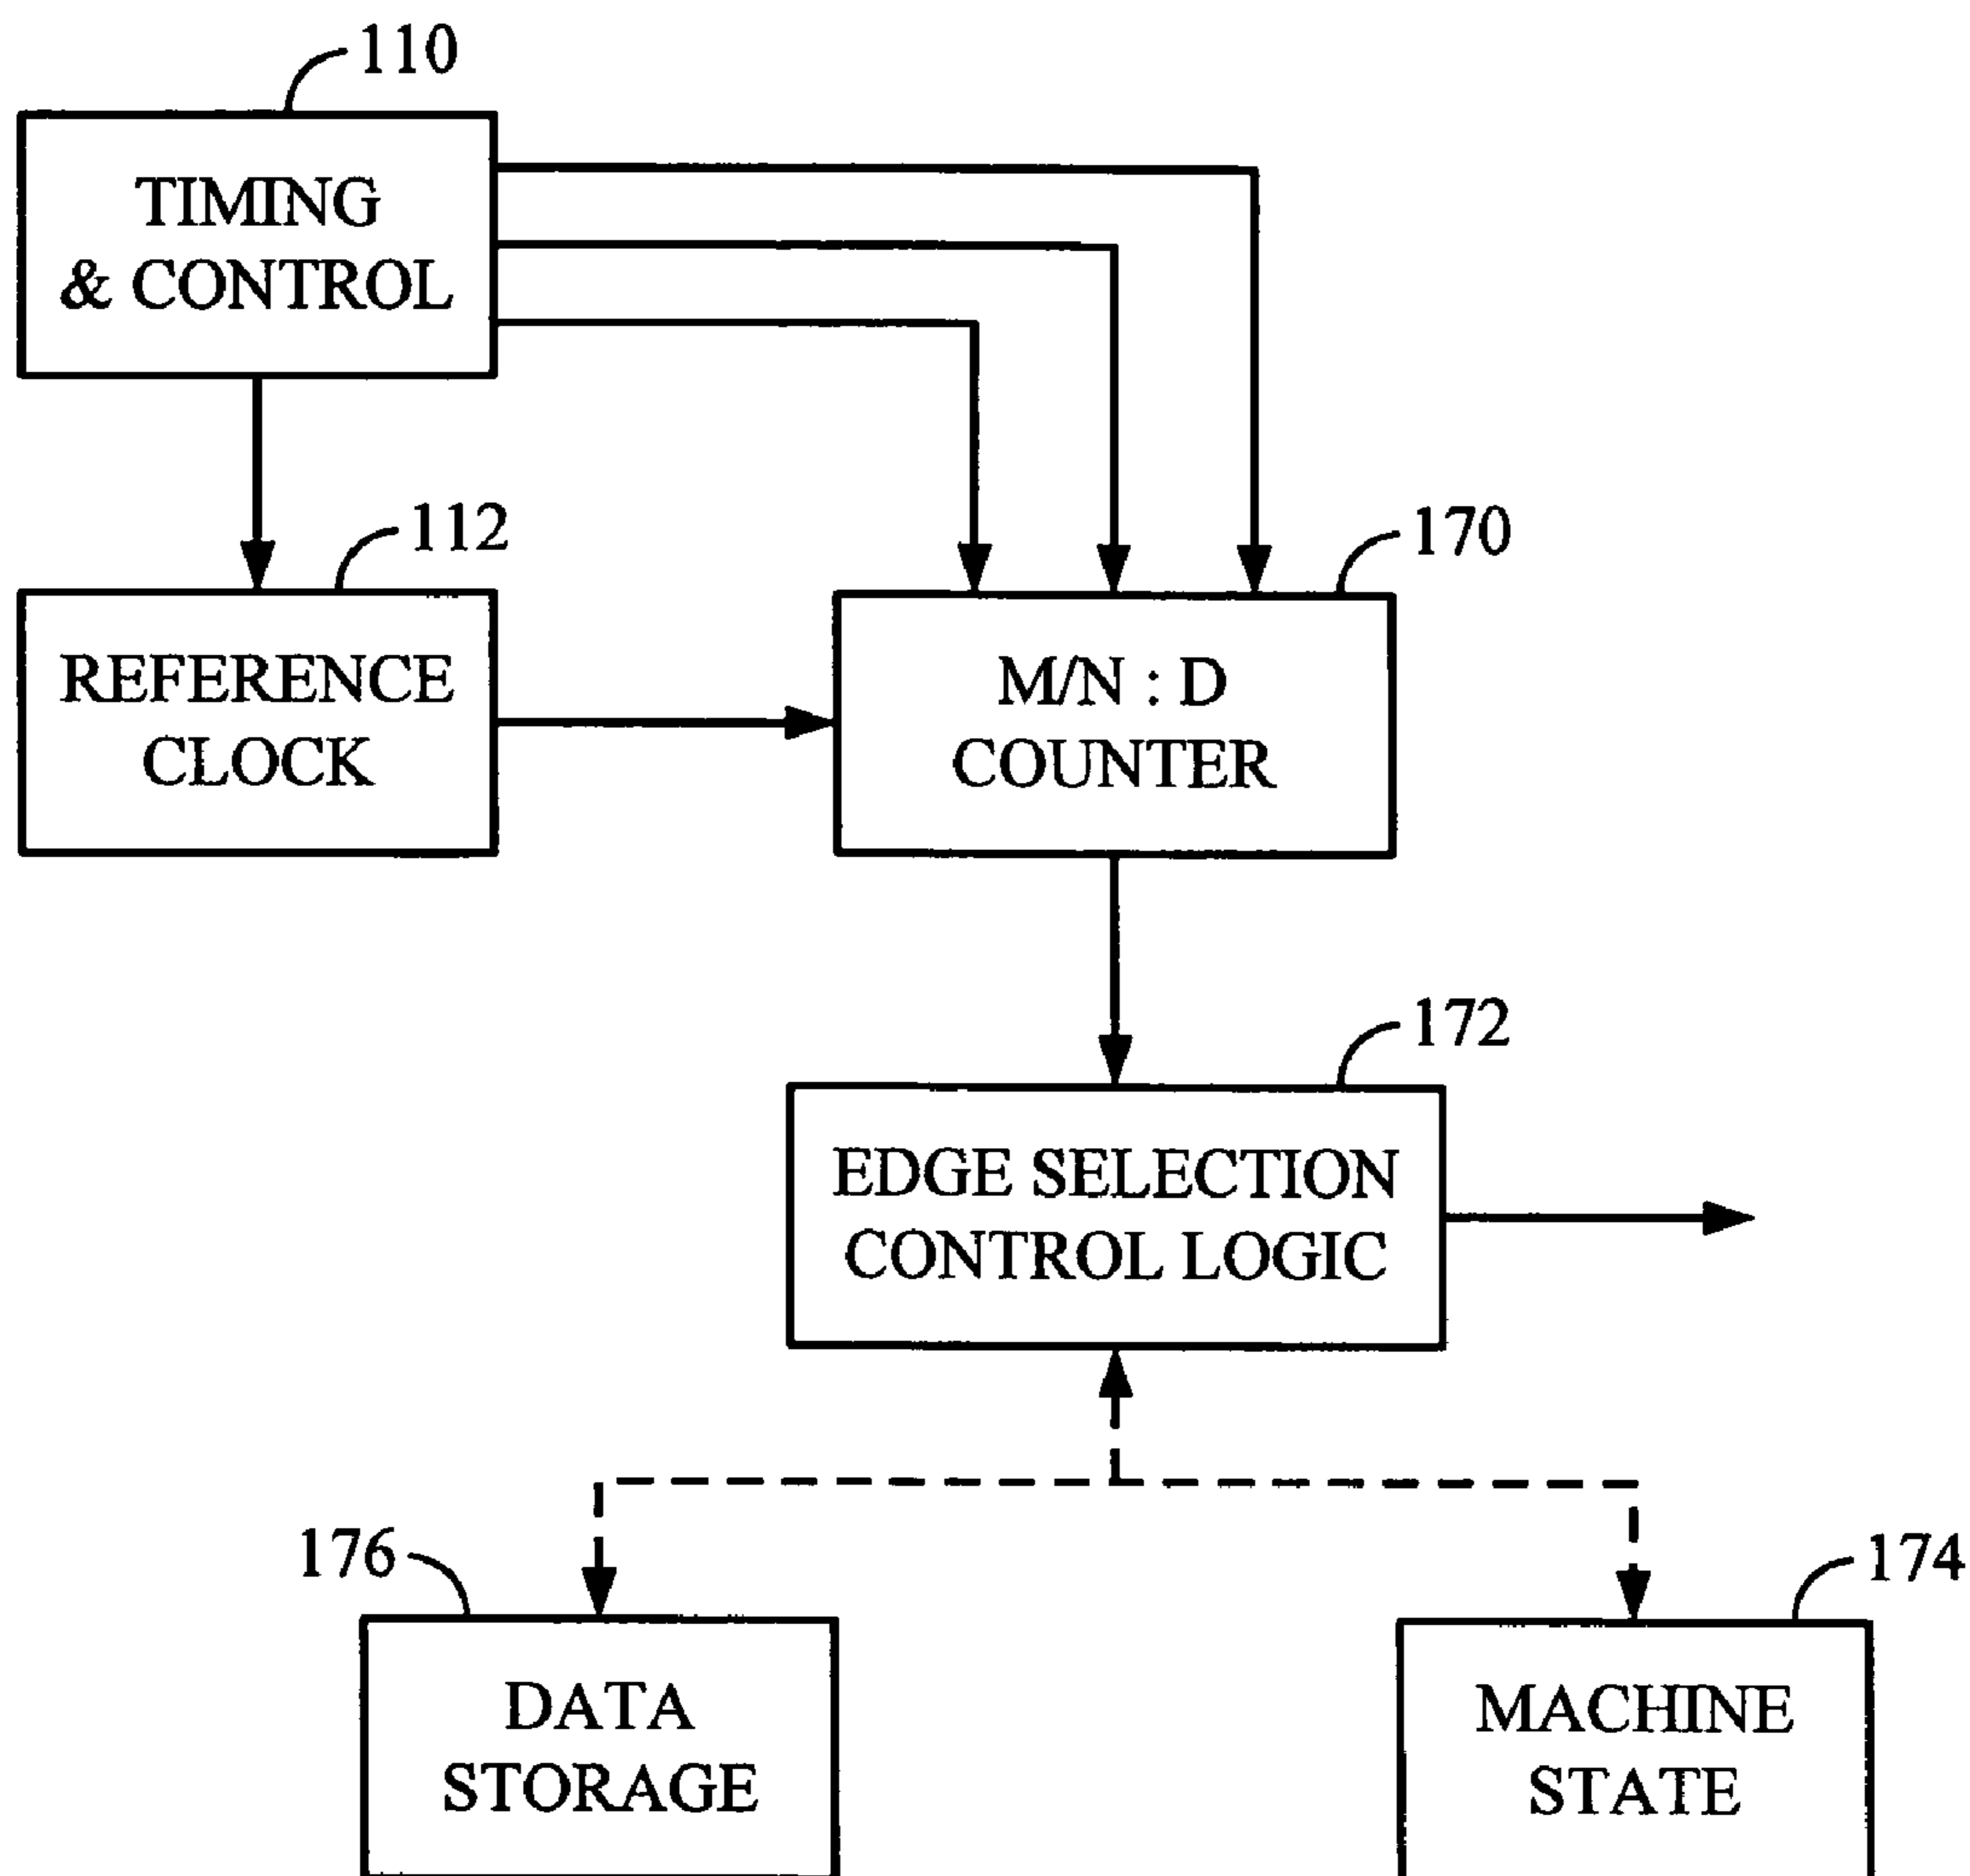 110
TIMING
& CONTROL
112
REFERENCE
CLOCK
170
M/N : D
COUNTER
172
EDGE SELECTION
CONTROL LOGIC
176
DATA
STORAGE
174
MACHINE
STATE